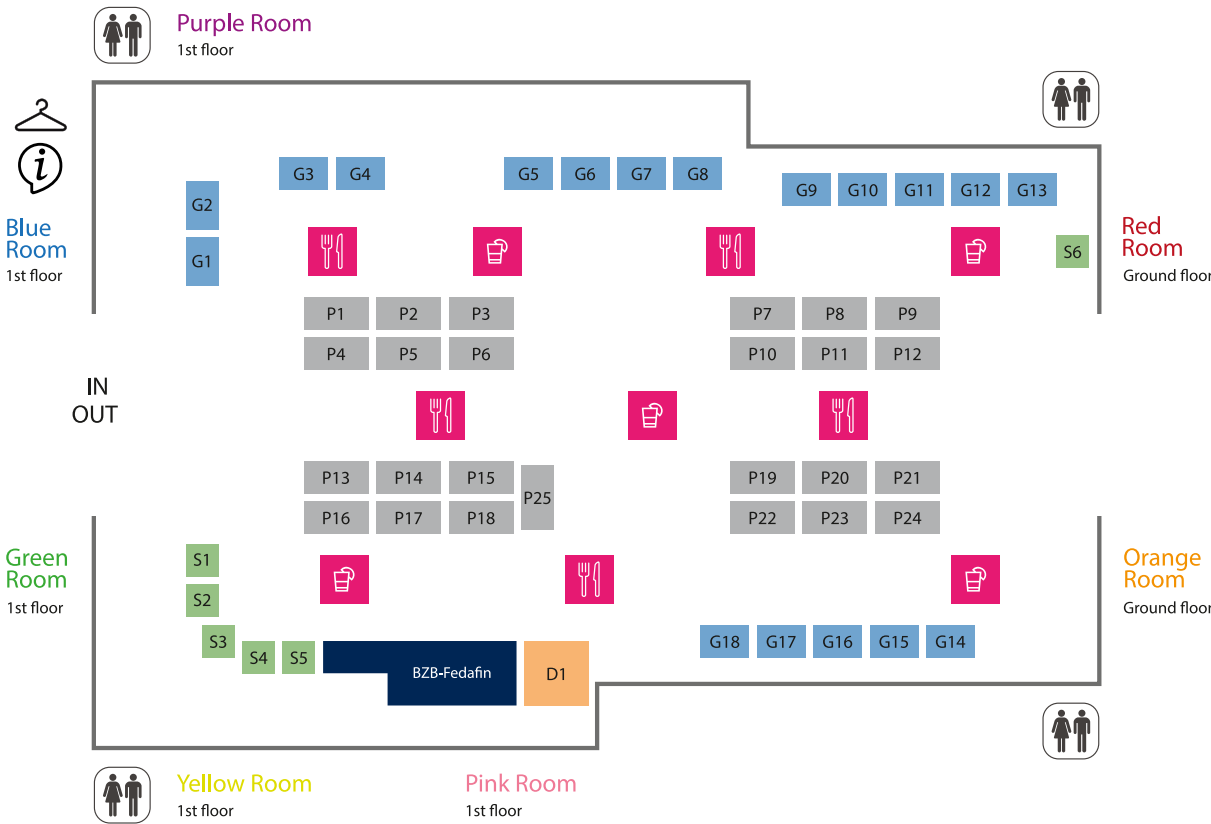 Purple Room
1st floor
G3 G4 G5 G6 G7 G8
G9 G10 G11 G12 G13
G2
G1
Blue
Room
1st floor
Red
Room
Ground floor
S6
P1 P2 P3 P7 P8 P9
P4 P5 P6 P10 P11 P12
IN
OUT
P13 P14 P15 P19 P20 P21
P25
P16 P17 P18 P22 P23 P24
Green
Room
1st floor
S1
S2
S3
S4 S5
BZB-Fedafin
D1
G18 G17 G16 G15 G14
Orange
Room
Ground floor
Yellow Room
1st floor
Pink Room
1st floor